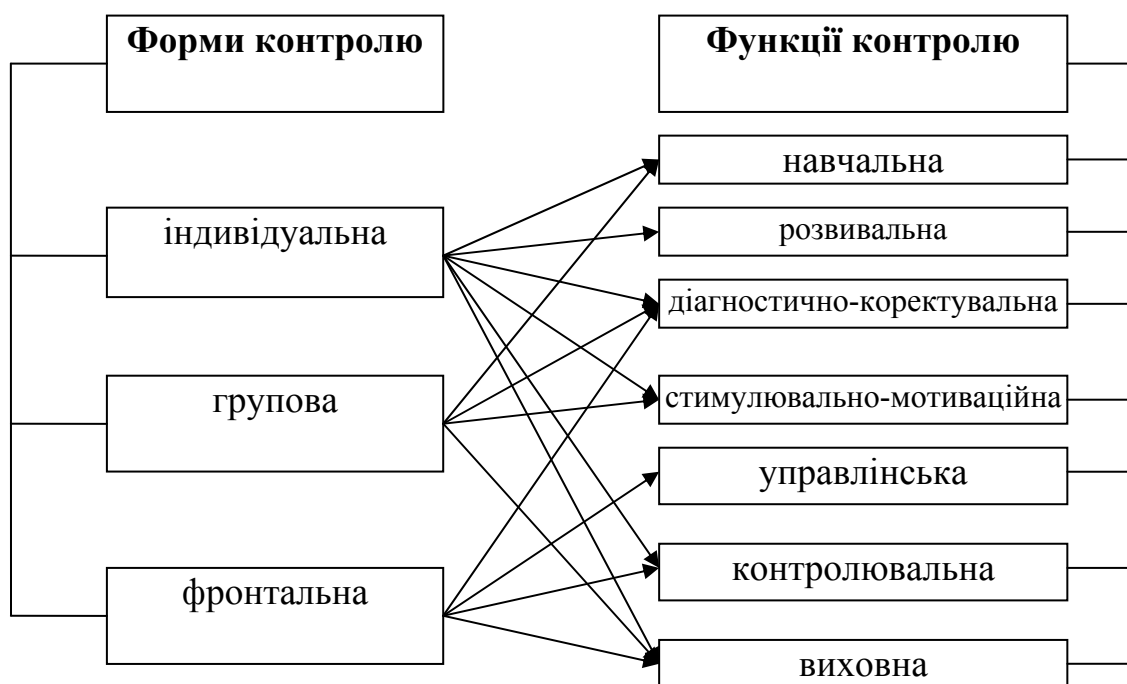 Форми контролю
Функції контролю
навчальна
індивідуальна
розвивальна
діагностично-коректувальна
групова
стимулювально-мотиваційна
управлінська
фронтальна
контролювальна
виховна